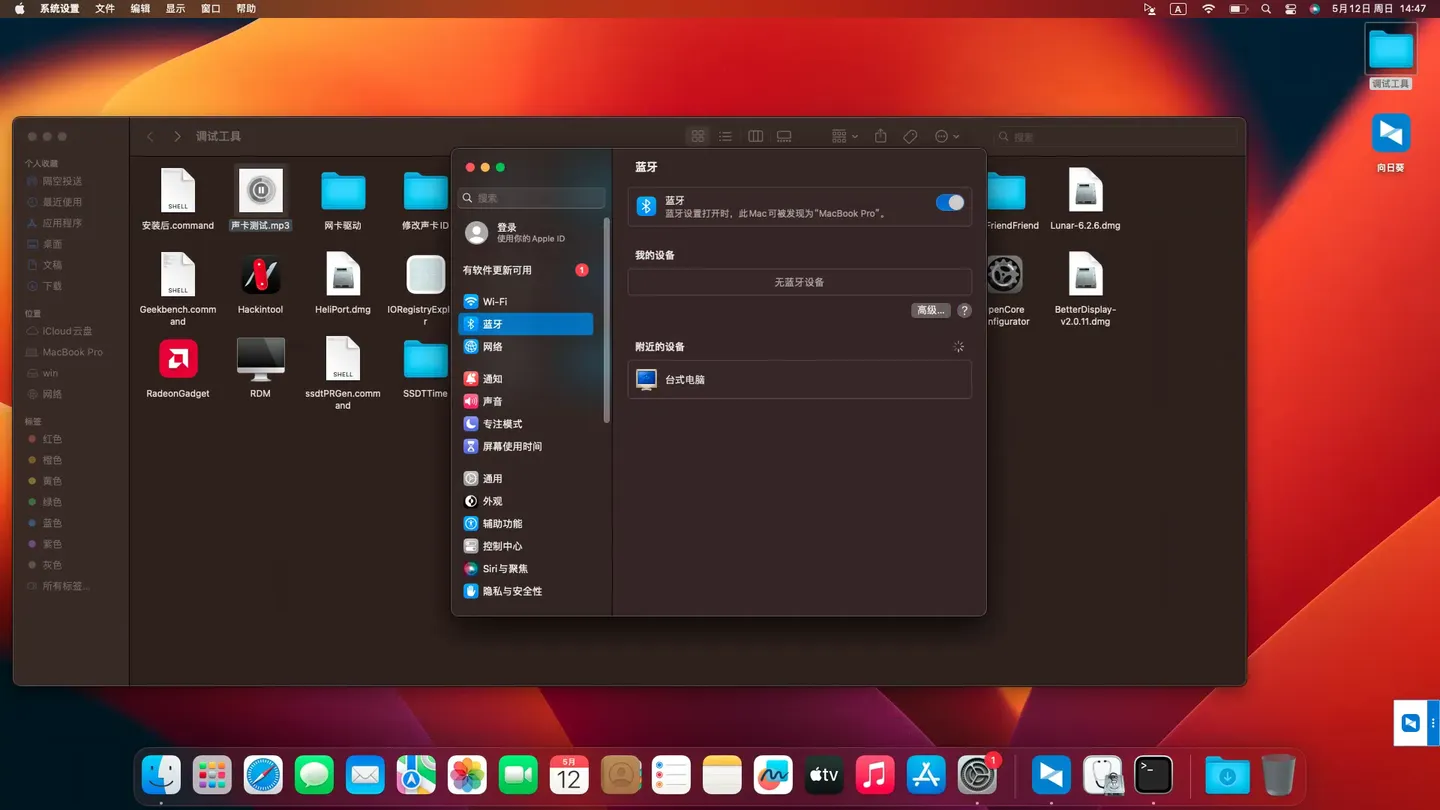 系统设置 文件 编辑 显示 窗口 帮助
A
5月12日 周日 14:47
调试工具
向日葵
调试工具
搜索
个人收藏
隔空投送
最近使用
应用程序
桌面
文稿
下载
位置
iCloud云盘
MacBook Pro
win
网络
标签
红色
橙色
黄色
绿色
蓝色
紫色
灰色
所有标签...
SHELL
安装后.command
声卡测试.mp3
网卡驱动
修改声卡ID
FriendFriend
Lunar-6.2.6.dmg
SHELL
Geekbench.comm
and
Hackintool
HeliPort.dmg
IORegistryExpl
r
penCore
nfigurator
BetterDisplay-
v2.0.11.dmg
RadeonGadget
RDM
SHELL
ssdtPRGen.comm
and
SSDTTime
搜索
登录
使用你的 Apple ID
有软件更新可用
1
Wi-Fi
蓝牙
网络
通知
声音
专注模式
屏幕使用时间
通用
外观
辅助功能
控制中心
Siri与聚焦
隐私与安全性
蓝牙
蓝牙
蓝牙设置打开时，此 Mac 可被发现为“MacBook Pro”。
我的设备
无蓝牙设备
高级...
?
附近的设备
台式电脑
5月
12
tv
1
>_